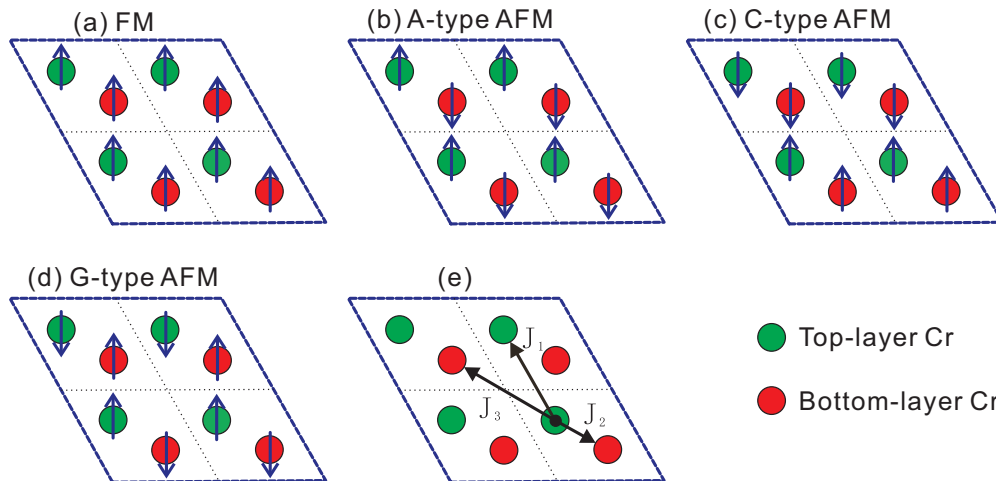 (a) FM
(b) A-type AFM
(c) C-type AFM
(d) G-type AFM
(e)
J1
J3
J2
Top-layer Cr
Bottom-layer Cr